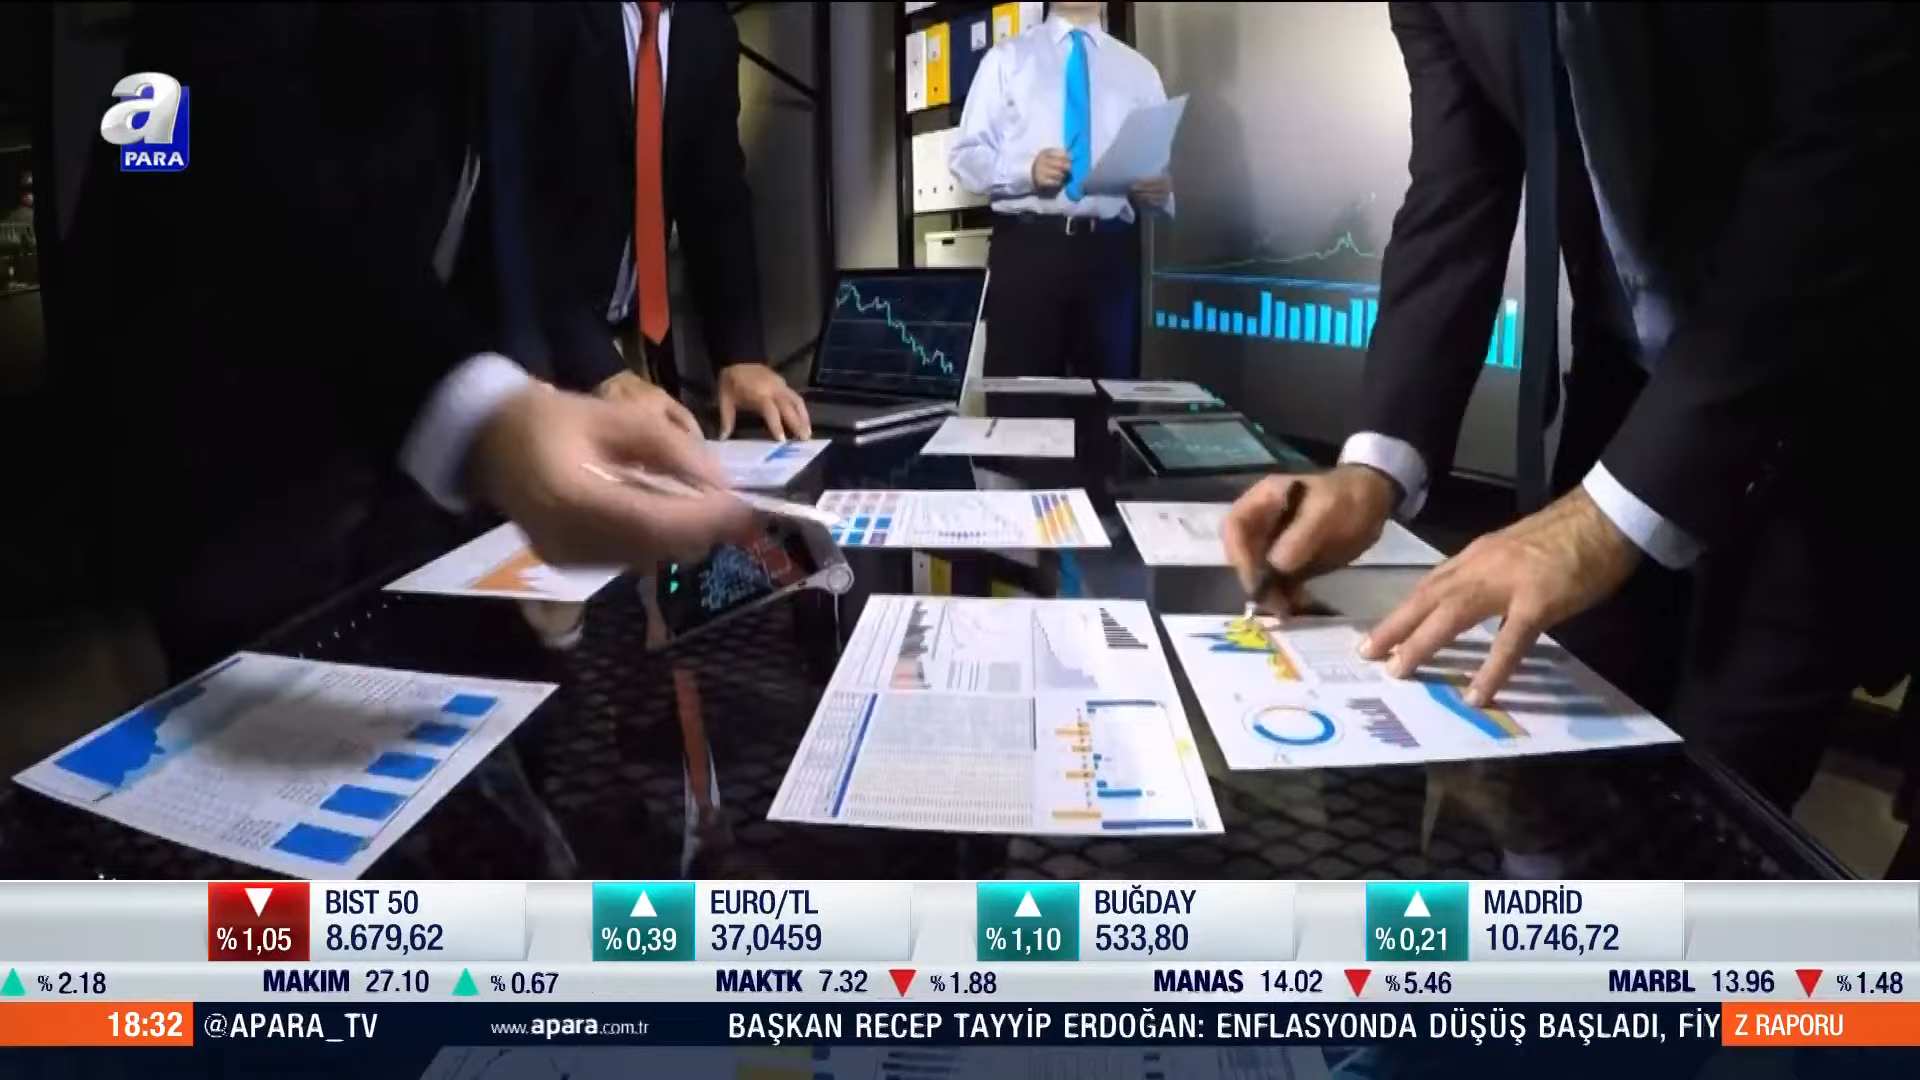 a
PARA
BIST 50
%1,05
8.679,62
EURO/TL
%0,39
37,0459
BUĞDAY
%1,10
533,80
MADRİD
%0,21
10.746,72
%2.18 MAKIM 27.10 %0.67 MAKTK 7.32 %1.88 MANAS 14.02 %5.46 MARBL 13.96 %1.48
18:32 @APARA_TV www.apara.com.tr BAŞKAN RECEP TAYYİP ERDOĞAN: ENFLASYONDA DÜŞÜŞ BAŞLADI, FİY Z RAPORU